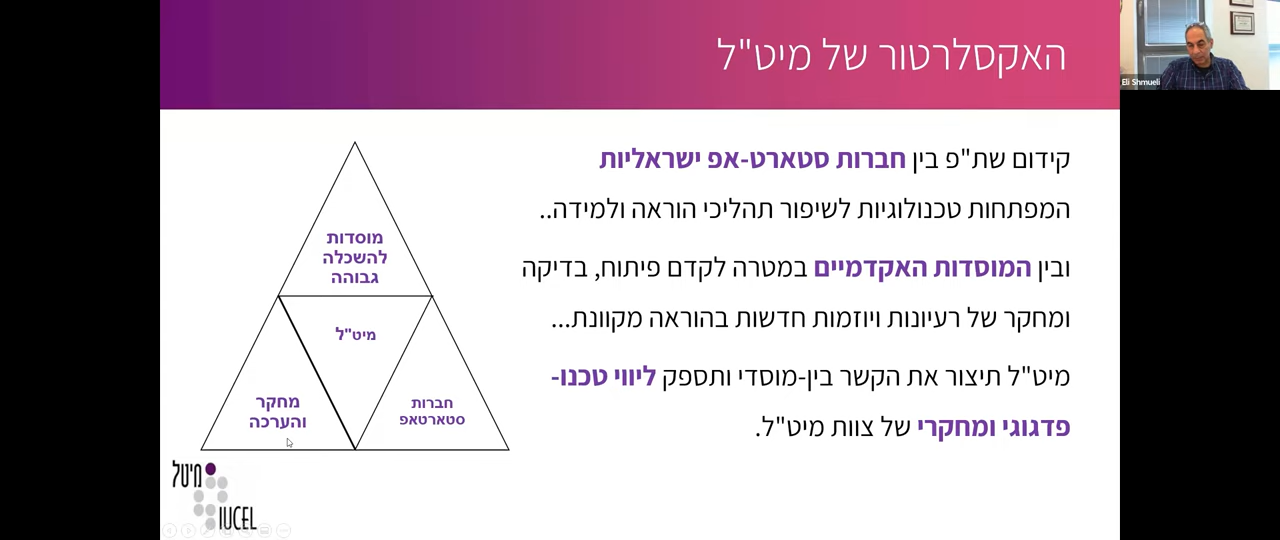 האקסלרטור של מיט"ל
Eli Shmueli
קידום שת"פ בין חברות סטארט-אפ ישראליות
המפתחות טכנולוגיות לשיפור תהליכי הוראה ולמידה..
ובין המוסדות האקדמיים במטרה לקדם פיתוח, בדיקה
ומחקר של רעיונות ויוזמות חדשות בהוראה מקוונת...
מיט"ל תיצור את הקשר בין-מוסדי ותספק ליווי טכנו-
פדגוגי ומחקרי של צוות מיט"ל.
מוסדות
להשכלה
גבוהה
מיט"ל
חברות
סטארטאפ
מחקר
והערכה
מיטל
IUCEL